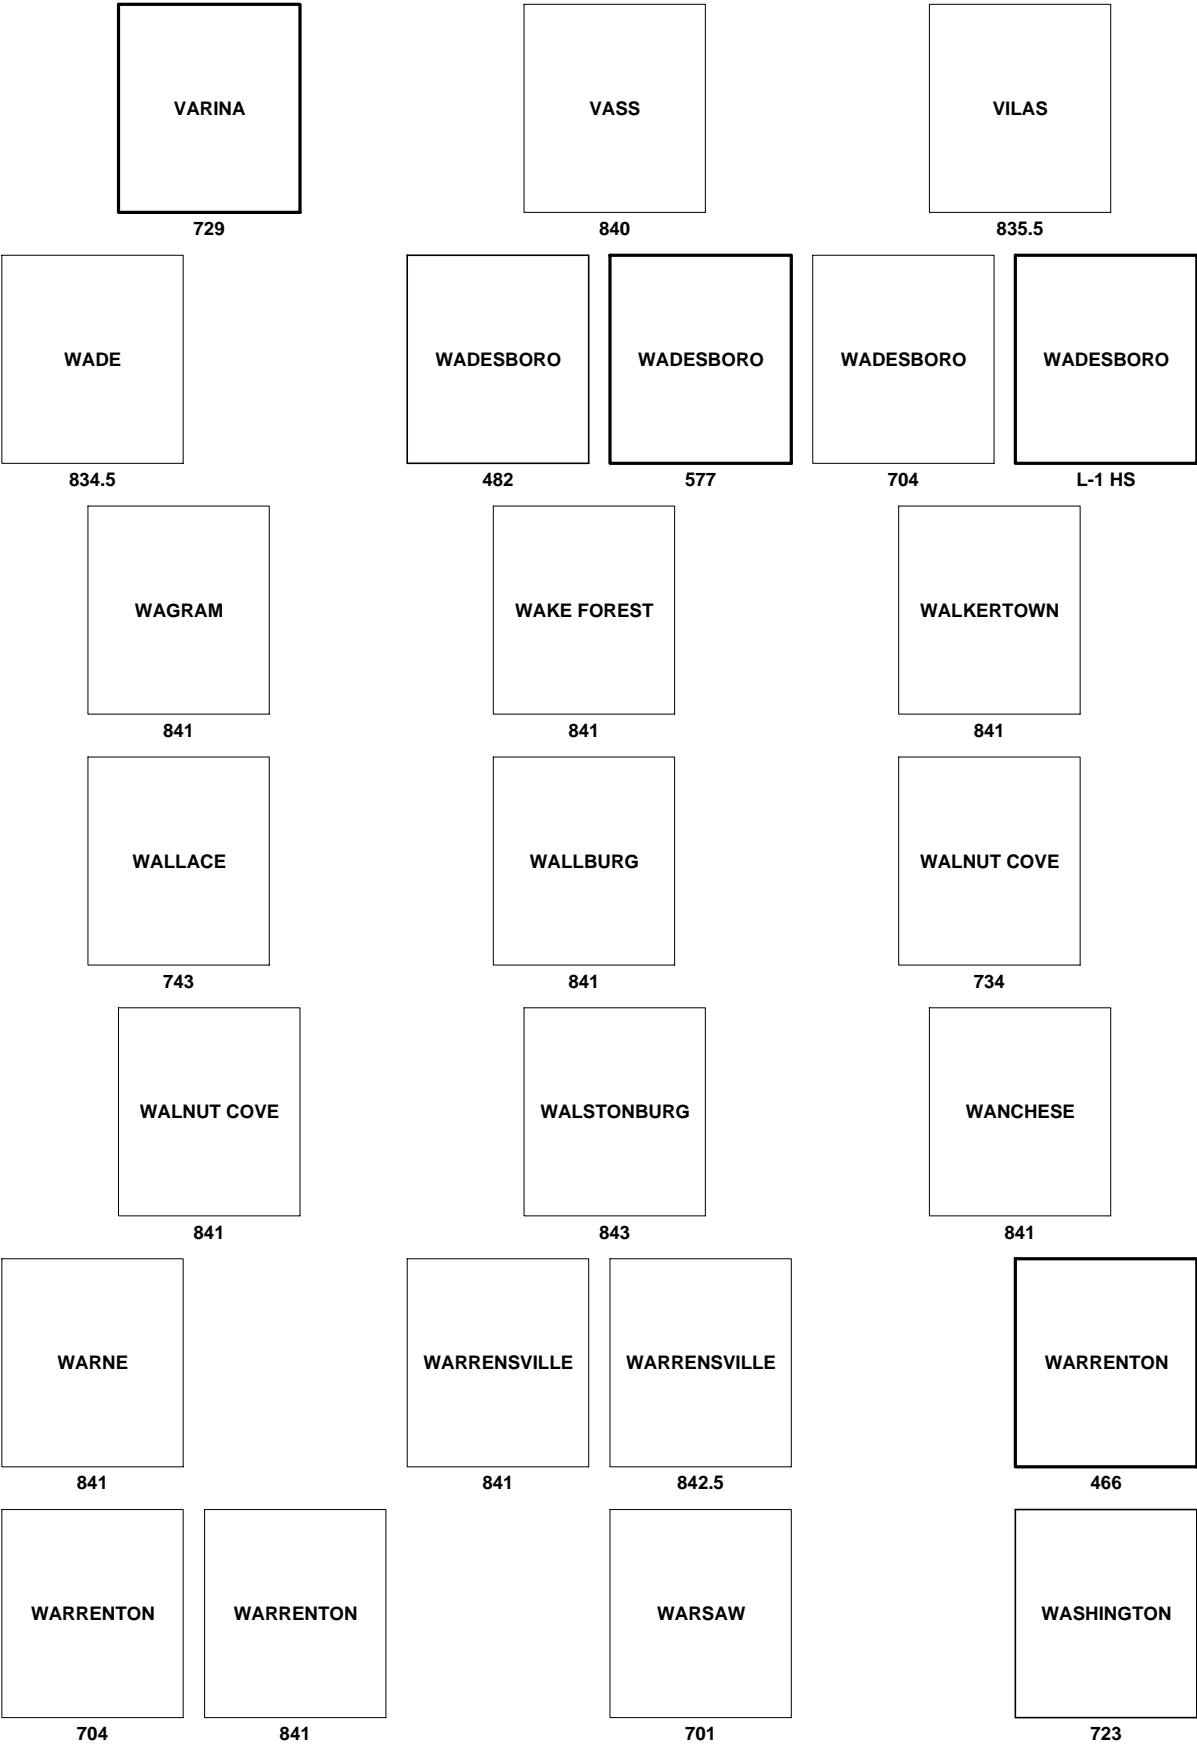 VARINA VASS VILAS
729 840 835.5
WADE WADESBORO WADESBORO WADESBORO WADESBORO
834.5 482 577 704 L-1 HS
WAGRAM WAKE FOREST WALKERTOWN
841 841 841
WALLACE WALLBURG WALNUT COVE
743 841 734
WALNUT COVE WALSTONBURG WANCHESE
841 843 841
WARNE WARRENSVILLE WARRENSVILLE WARRENTON
841 841 842.5 466
WARRENTON WARRENTON WARSAW WASHINGTON
704 841 701 723